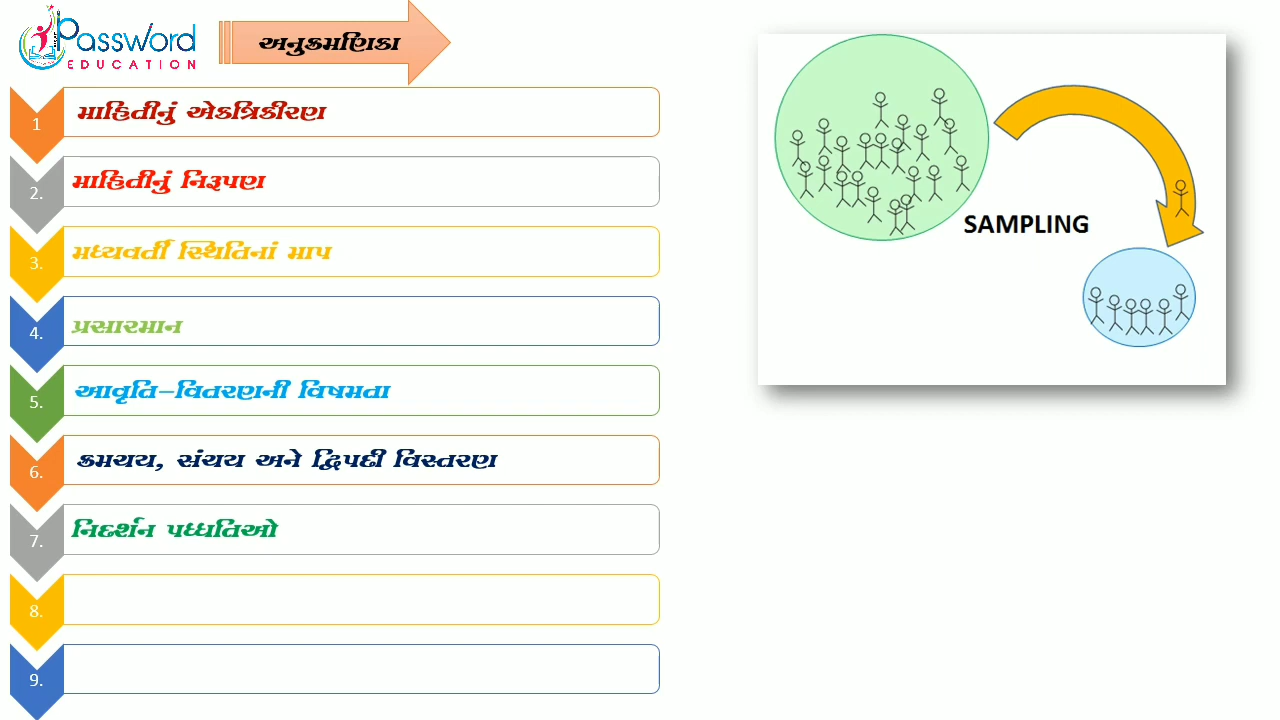 iPassword
EDUCATION
અનુક્રમણિકા
1 માહિતીનું એકત્રિકીરણ
2. માહિતીનું નિરૂપણ
3. મધ્યવર્તી સ્થિતિનાં માપ
4. પ્રસારમાન
5. આવૃતિ-વિતરણની વિષમતા
6. ક્રમચય, સંચય અને દ્વિપદી વિસ્તરણ
7. નિદર્શન પધ્ધતિઓ
8.
9.
SAMPLING